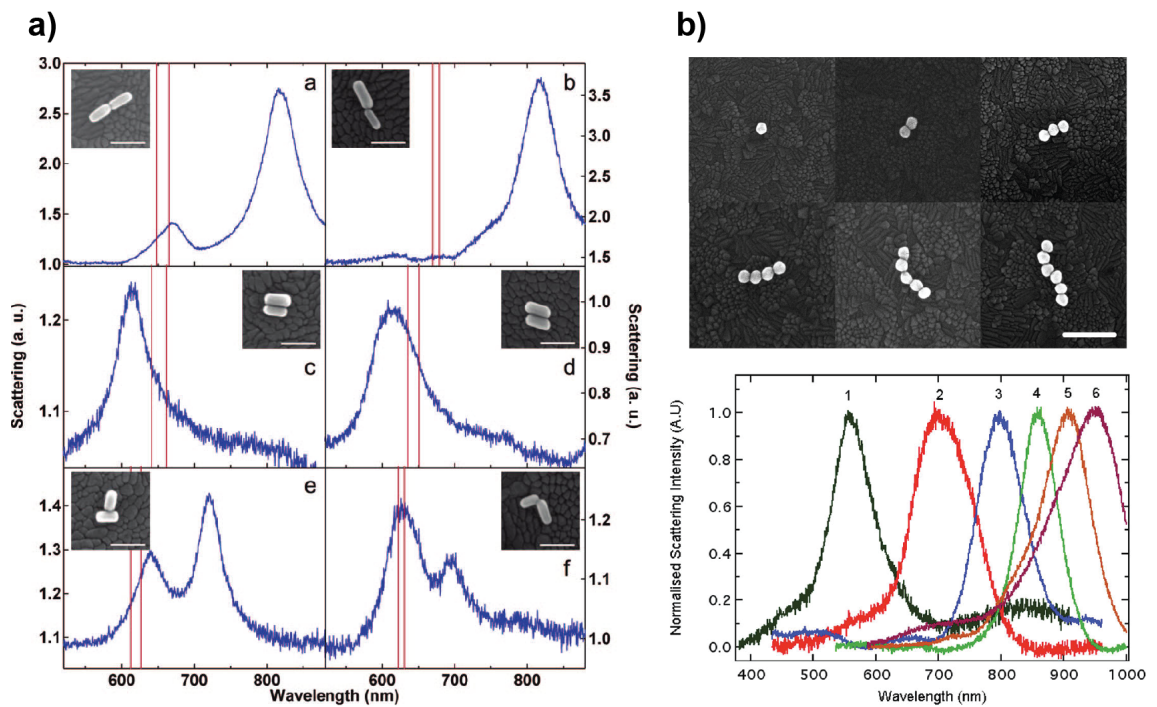 a)
b)
3.0
2.5
2.0
1.5
1.0
a
b
3.5
3.0
2.5
2.0
1.5
1.2
1.1
c
d
1.0
0.9
0.8
0.7
1.4
1.3
1.2
1.1
e
f
1.2
1.1
1.0
Scattering (a. u.)
Scattering (a. u.)
600 700 800 600 700 800
Wavelength (nm)
1 2 3 4 5 6
1.0
0.8
0.6
0.4
0.2
0.0
Normalised Scattering Intensity (A.U)
400 500 600 700 800 900 1000
Wavelength (nm)